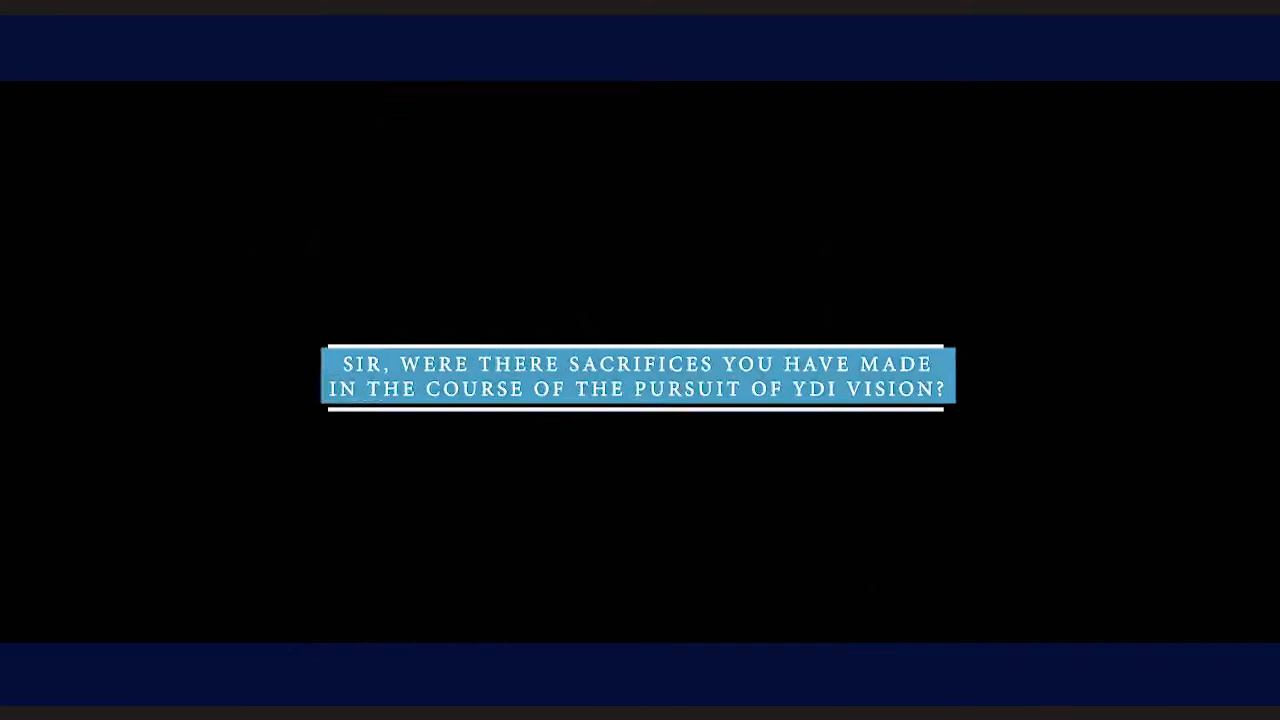 SIR, WERE THERE SACRIFICES YOU HAVE MADE
IN THE COURSE OF THE PURSUIT OF YDI VISION?